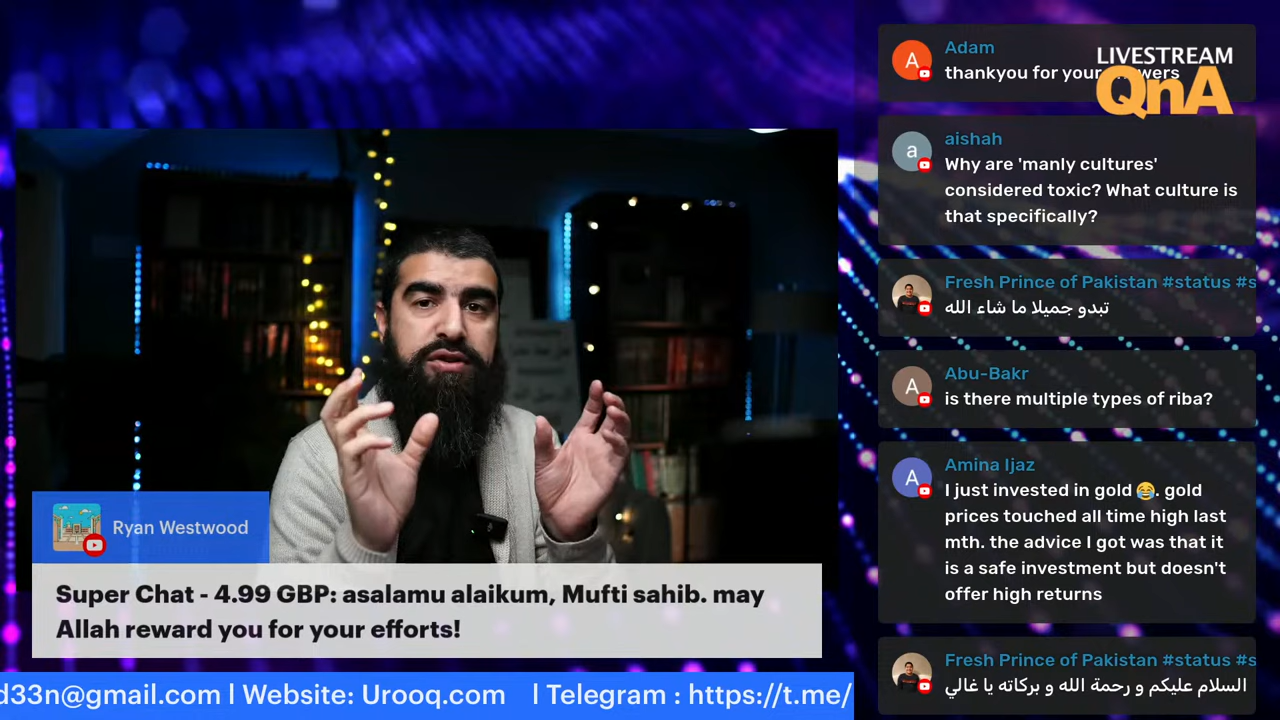 Adam
thankyou for your
LIVESTREAM
QnA
aishah
Why are 'manly cultures'
considered toxic? What culture is
that specifically?
Fresh Prince of Pakistan #status #s
تبدو جميلا ما شاء الله
Abu-Bakr
is there multiple types of riba?
Amina Ijaz
I just invested in gold 😂. gold
prices touched all time high last
mth. the advice I got was that it
is a safe investment but doesn't
offer high returns
Fresh Prince of Pakistan #status #s
السلام عليكم و رحمة الله و بركاته يا غالي
Ryan Westwood
Super Chat - 4.99 GBP: asalamu alaikum, Mufti sahib. may
Allah reward you for your efforts!
d33n@gmail.com l Website: Urooq.com l Telegram : https://t.me/